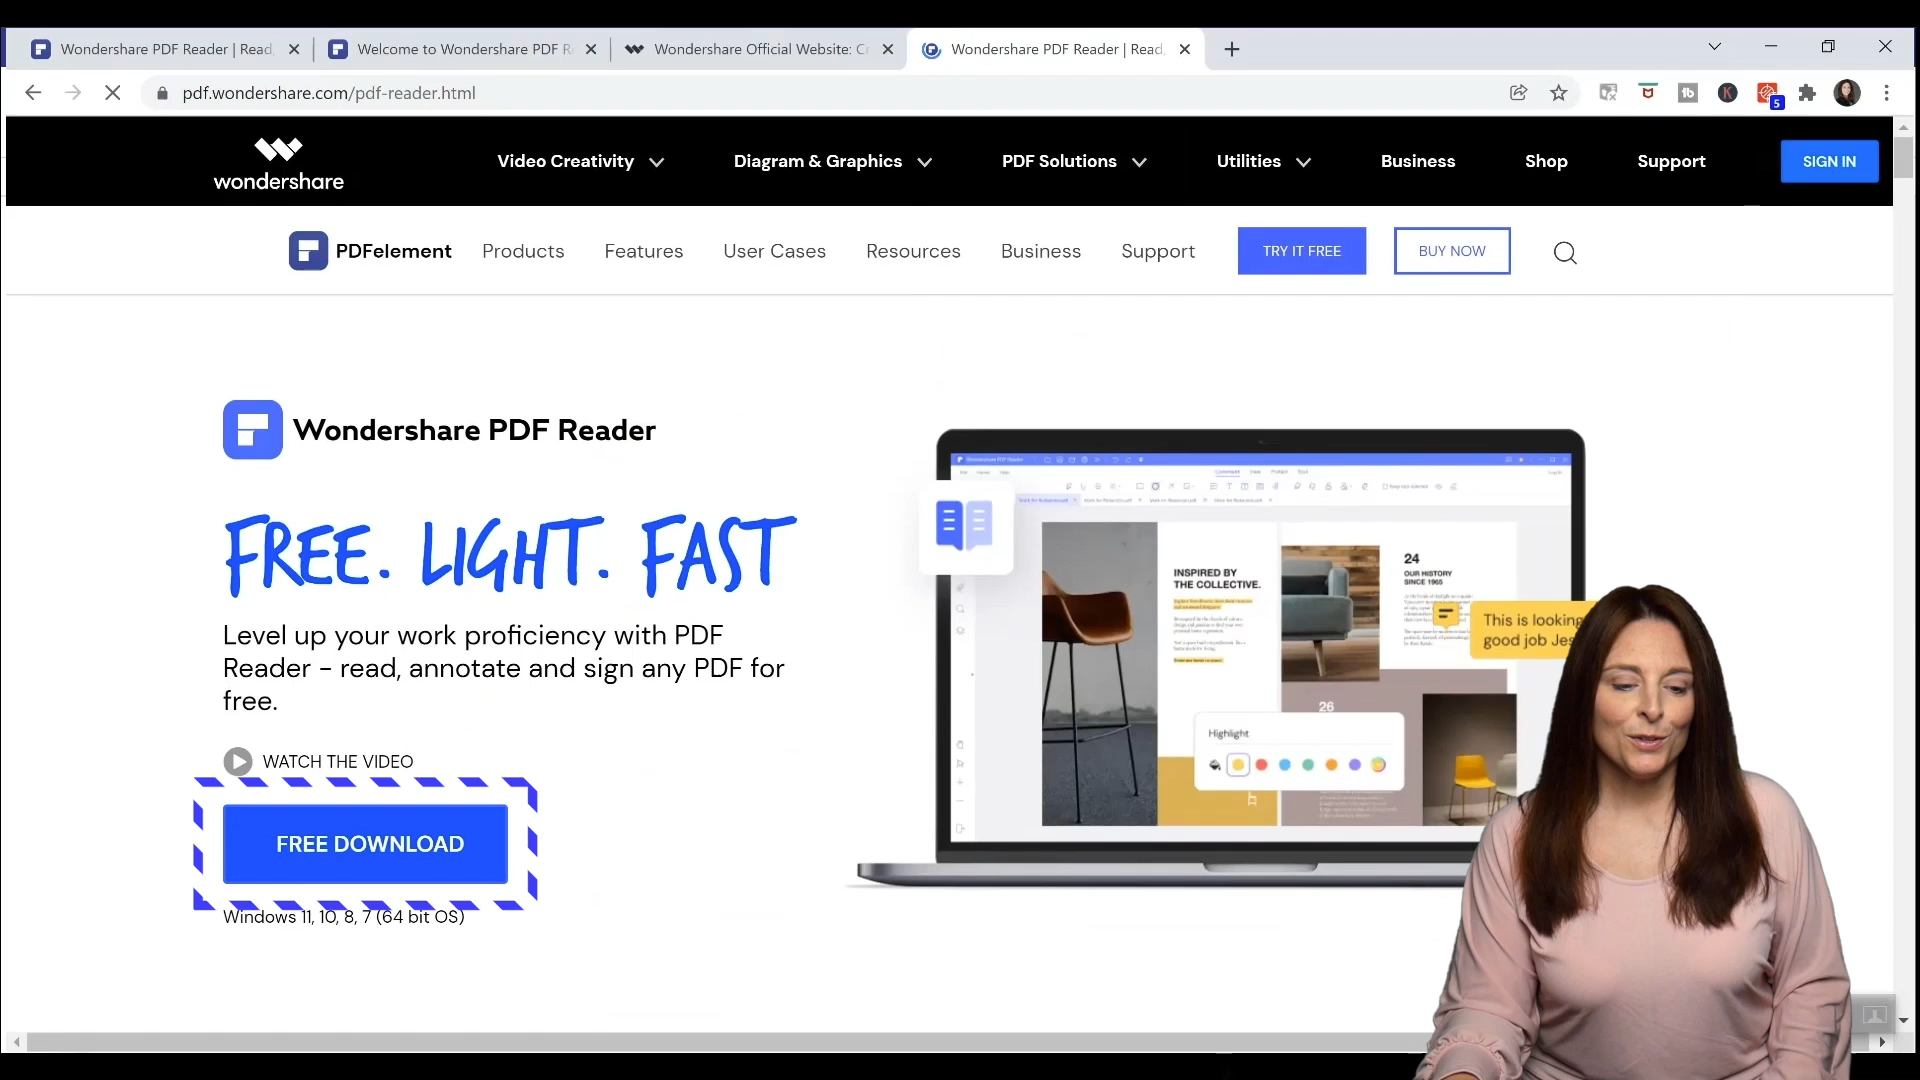 Wondershare PDF Reader | Read,
Welcome to Wondershare PDF R
Wondershare Official Website: C
Wondershare PDF Reader | Read,
pdf.wondershare.com/pdf-reader.html
5
wondershare
Video Creativity
Diagram & Graphics
PDF Solutions
Utilities
Business
Shop
Support
SIGN IN
PDFelement
Products
Features
User Cases
Resources
Business
Support
TRY IT FREE
BUY NOW
Wondershare PDF Reader
FREE. LIGHT. FAST
Level up your work proficiency with PDF
Reader - read, annotate and sign any PDF for
free.
WATCH THE VIDEO
FREE DOWNLOAD
Windows 11, 10, 8, 7 (64 bit OS)
INSPIRED BY
THE COLLECTIVE.
24
OUR HISTORY
SINCE 1965
This is looking
good job Jes
26
Highlight